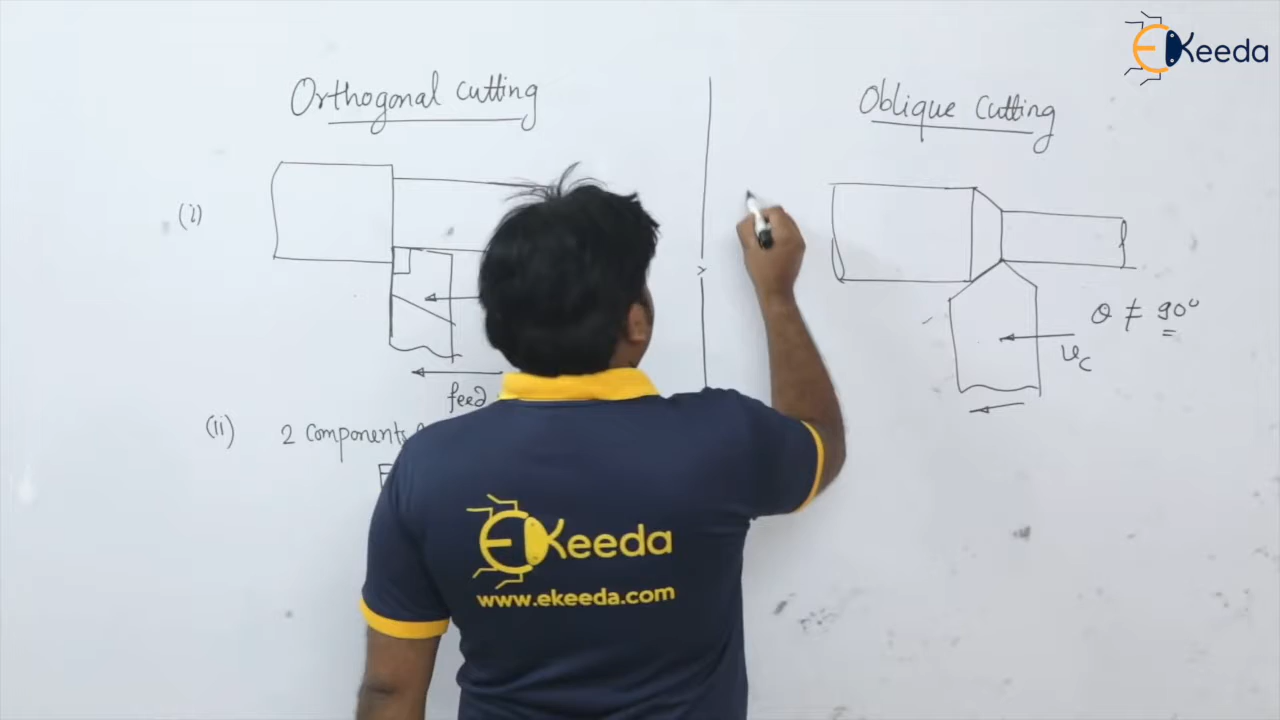 EKeeda
Orthogonal cutting
Oblique Cutting
(i)
θ ≠ 90°
Vc
feed
(ii) 2 components
F
EKeeda
www.ekeeda.com